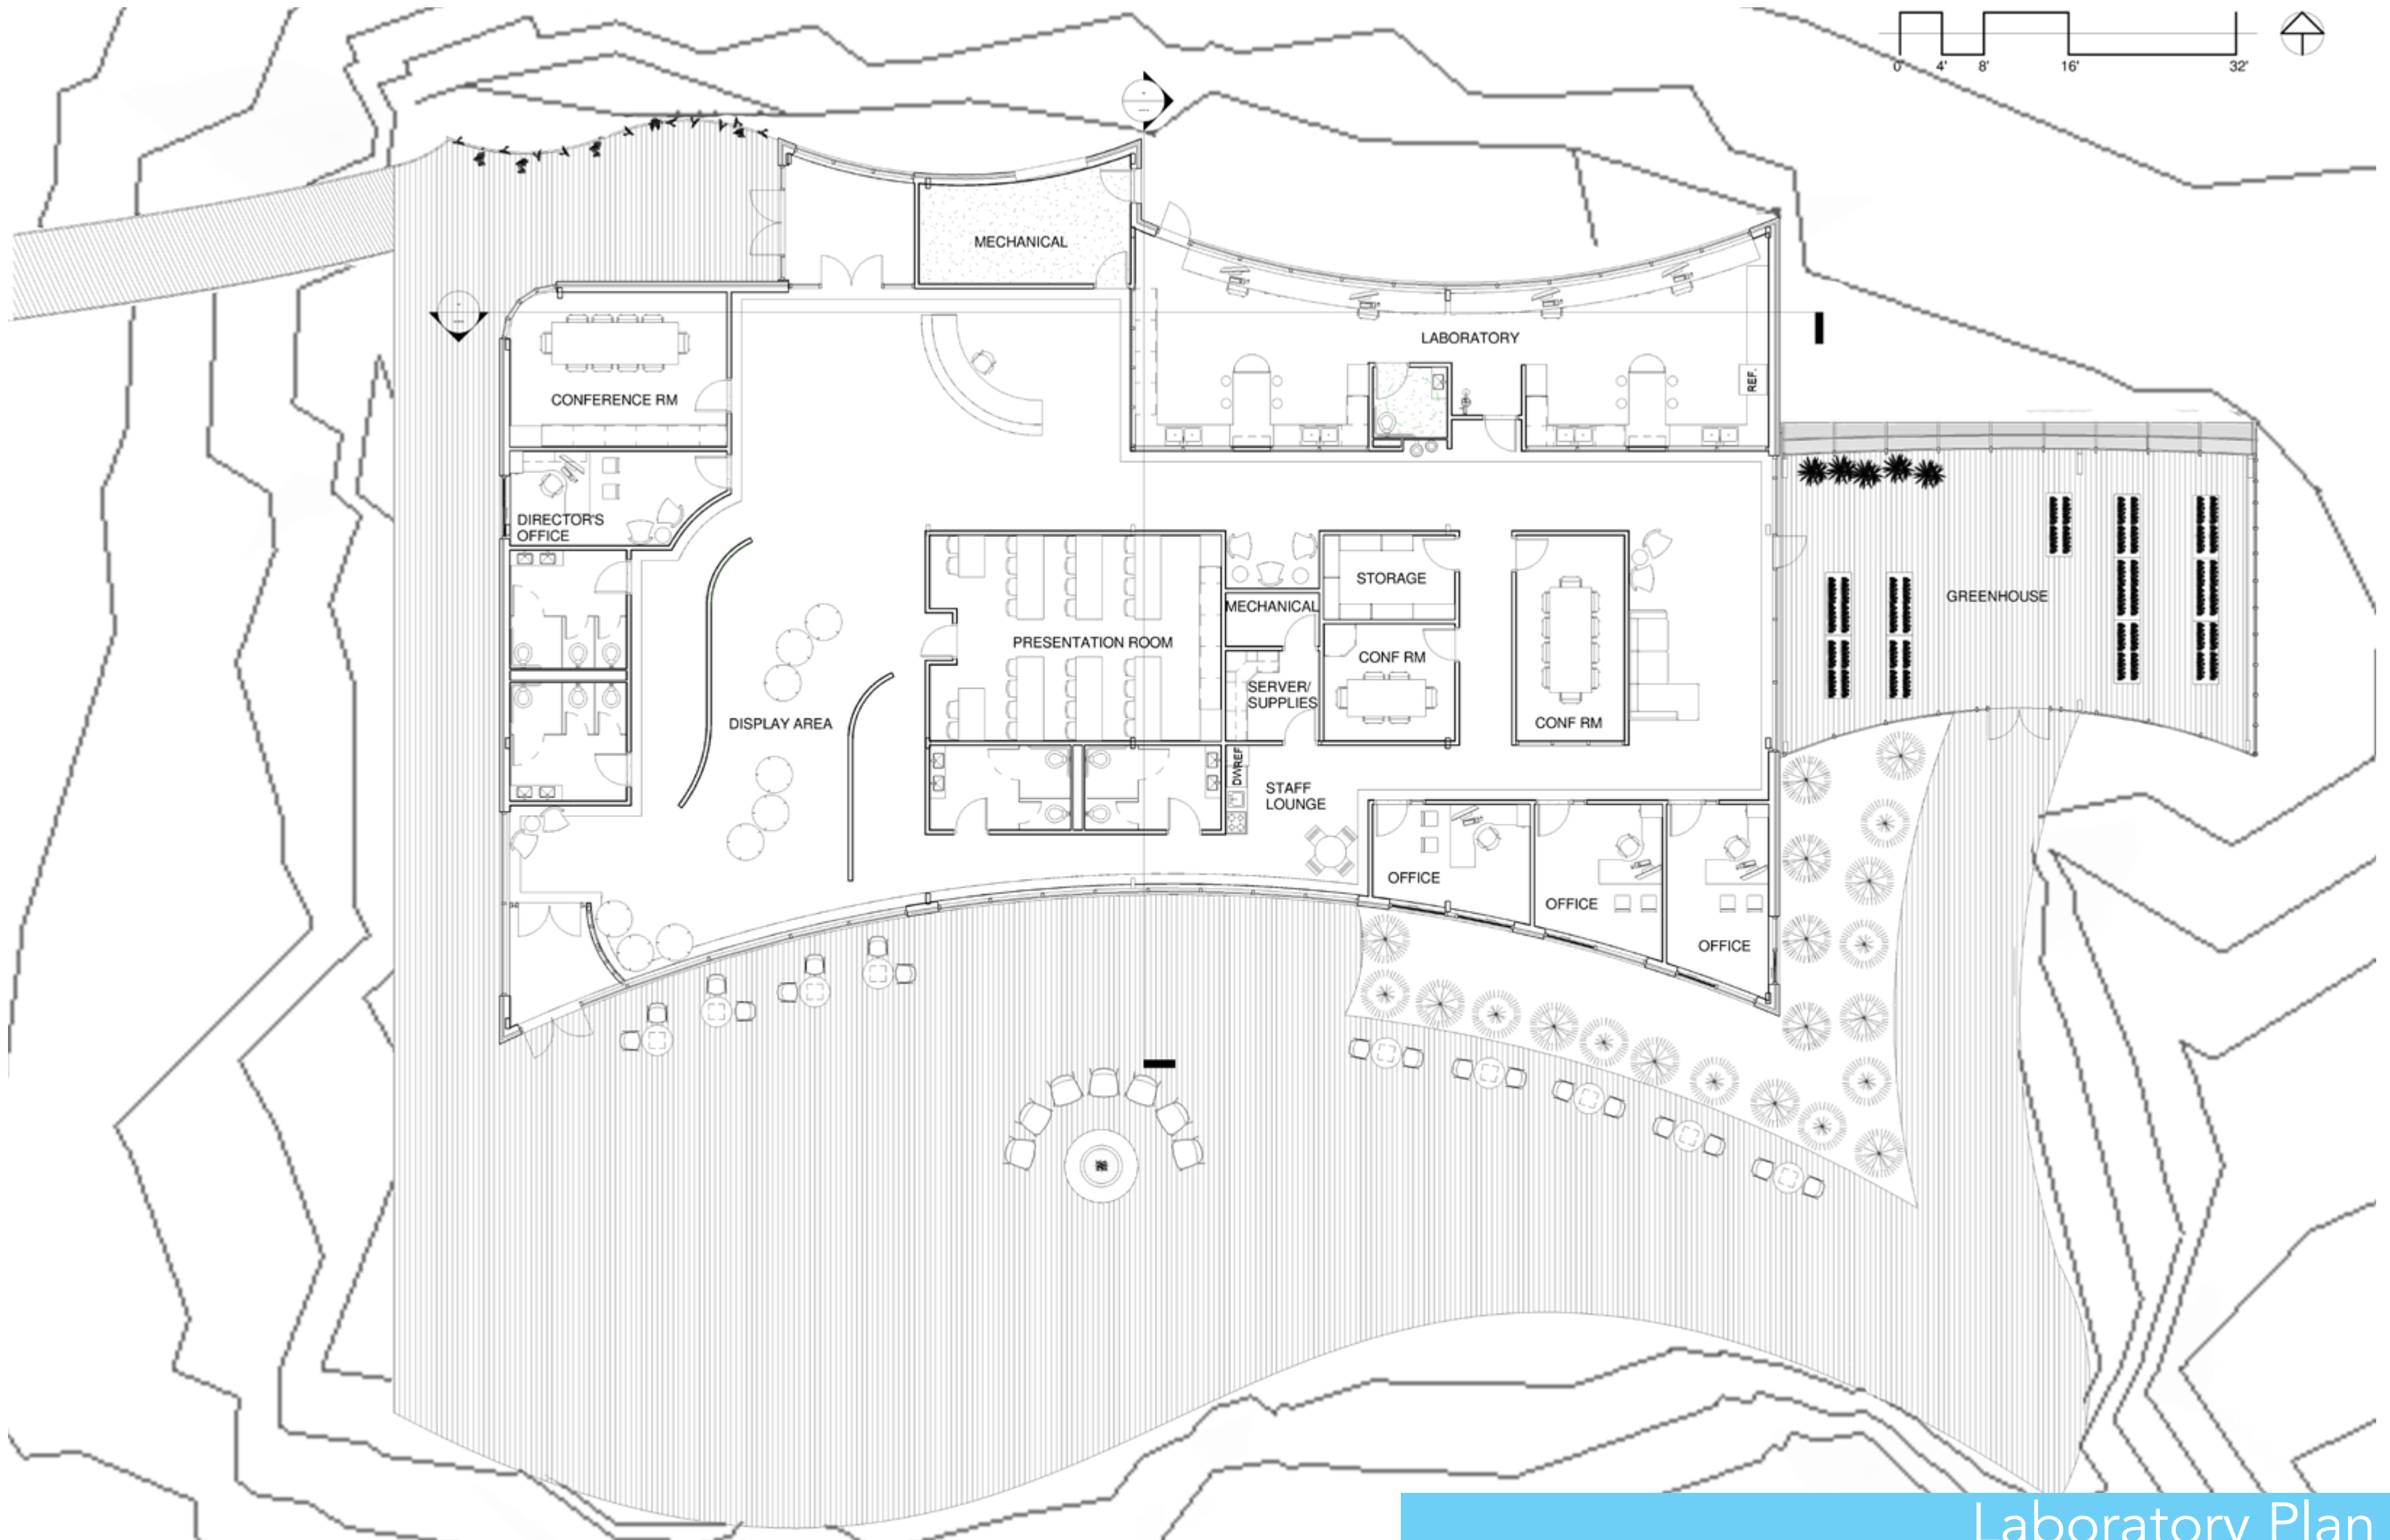 0'
4'
8'
16'
32'
MECHANICAL
LABORATORY
REF.
CONFERENCE RM
DIRECTOR'S
OFFICE
STORAGE
MECHANICAL
GREENHOUSE
PRESENTATION ROOM
CONF RM
SERVER/
SUPPLIES
DISPLAY AREA
CONF RM
DW
REF
STAFF
LOUNGE
OFFICE
OFFICE
OFFICE
Laboratory Plan